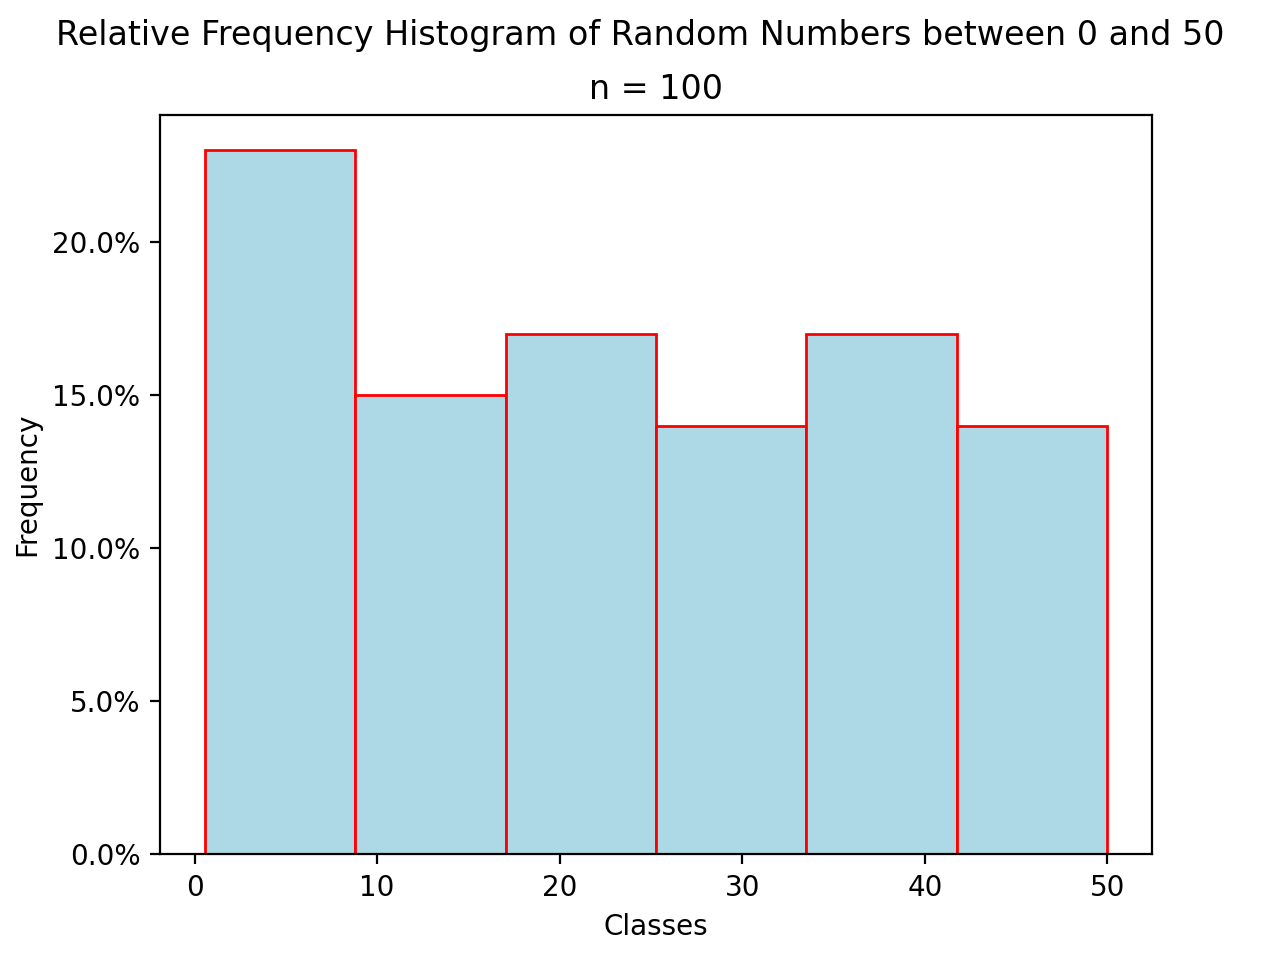 Relative Frequency Histogram of Random Numbers between 0 and 50
n = 100
20.0%
15.0%
10.0%
5.0%
0.0%
Frequency
0 10 20 30 40 50
Classes